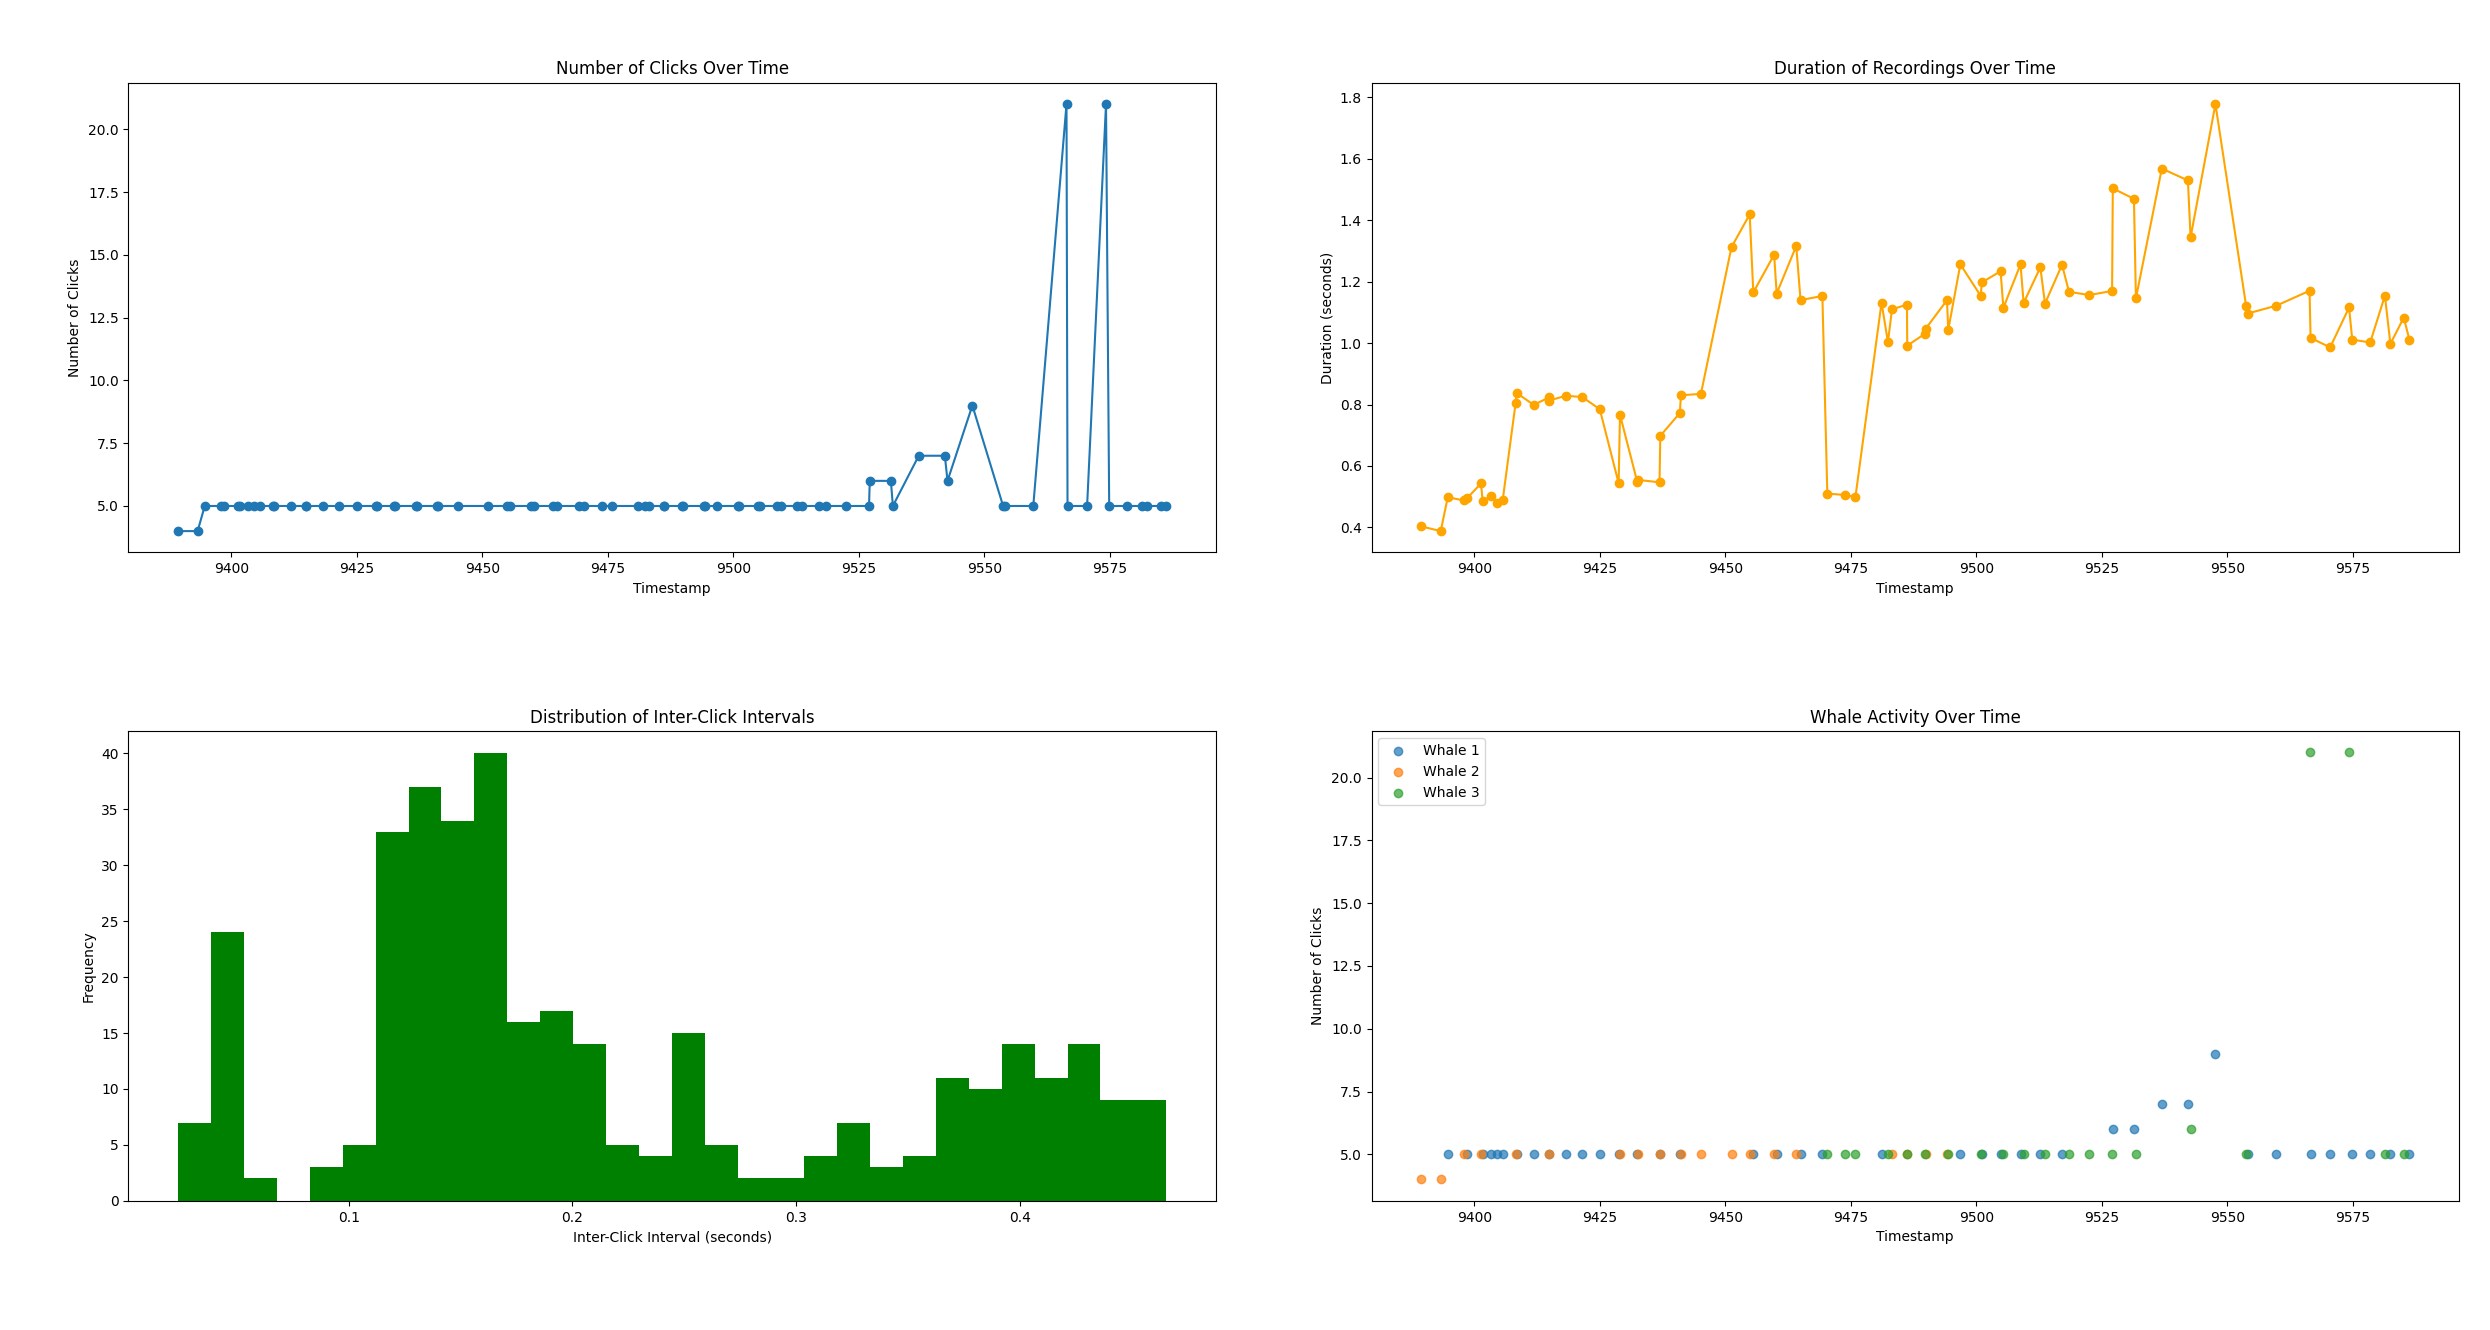 Number of Clicks Over Time
Number of Clicks
20.0
17.5
15.0
12.5
10.0
7.5
5.0
9400 9425 9450 9475 9500 9525 9550 9575
Timestamp
Duration of Recordings Over Time
Duration (seconds)
1.8
1.6
1.4
1.2
1.0
0.8
0.6
0.4
9400 9425 9450 9475 9500 9525 9550 9575
Timestamp
Distribution of Inter-Click Intervals
Frequency
40
35
30
25
20
15
10
5
0
0.1 0.2 0.3 0.4
Inter-Click Interval (seconds)
Whale Activity Over Time
Whale 1
Whale 2
Whale 3
Number of Clicks
20.0
17.5
15.0
12.5
10.0
7.5
5.0
9400 9425 9450 9475 9500 9525 9550 9575
Timestamp